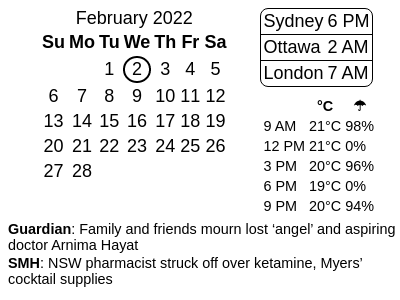 February 2022
Su Mo Tu We Th Fr Sa
1 2 3 4 5
6 7 8 9 10 11 12
13 14 15 16 17 18 19
20 21 22 23 24 25 26
27 28
Sydney 6 PM
Ottawa 2 AM
London 7 AM
°C ☂
9 AM 21°C 98%
12 PM 21°C 0%
3 PM 20°C 96%
6 PM 19°C 0%
9 PM 20°C 94%
Guardian: Family and friends mourn lost ‘angel’ and aspiring
doctor Arnima Hayat
SMH: NSW pharmacist struck off over ketamine, Myers’
cocktail supplies